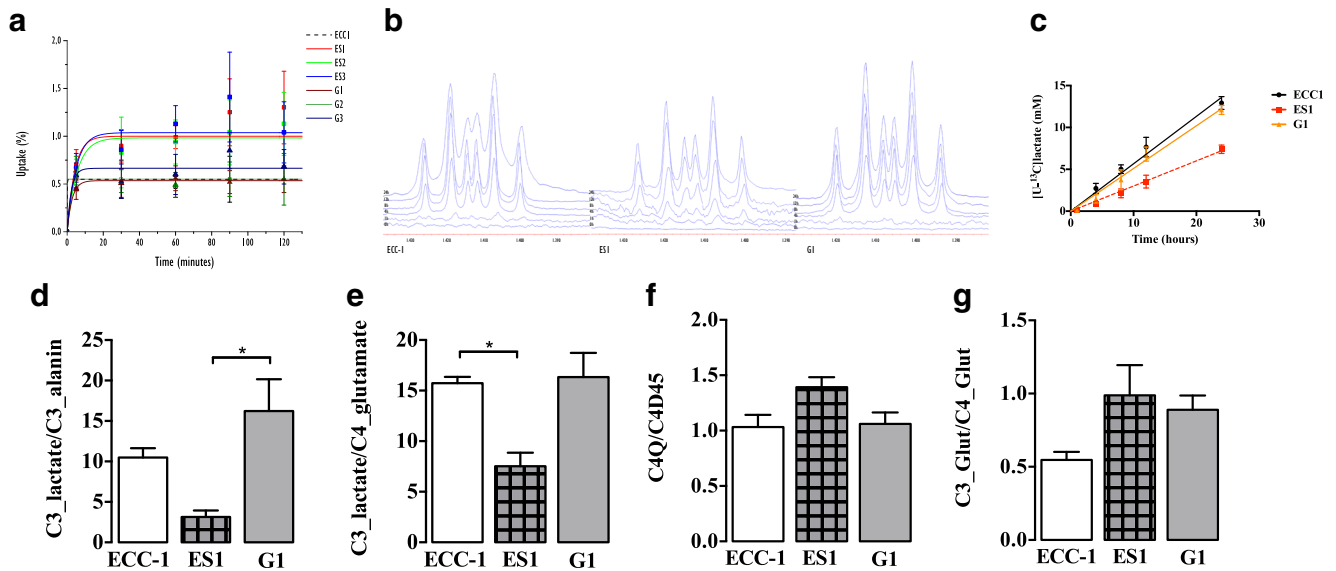 a
2,0
1,5
1,0
0,5
0,0
Uptake (%)
0
20
40
60
80
100
120
Time (minutes)
ECC1
ES1
ES2
ES3
G1
G2
G3
b
ECC-1
ES1
G1
c
[U-¹³C]lactate (mM)
15
10
5
0
0
10
20
30
Time (hours)
ECC1
ES1
G1
d
C3_lactate/C3_alanin
25
20
15
10
5
0
*
ECC-1
ES1
G1
e
C3_lactate/C4_glutamate
20
15
10
5
0
*
ECC-1
ES1
G1
f
C4Q/C4D45
2.0
1.5
1.0
0.5
0.0
ECC-1
ES1
G1
g
C3_Glut/C4_Glut
1.5
1.0
0.5
0.0
ECC-1
ES1
G1